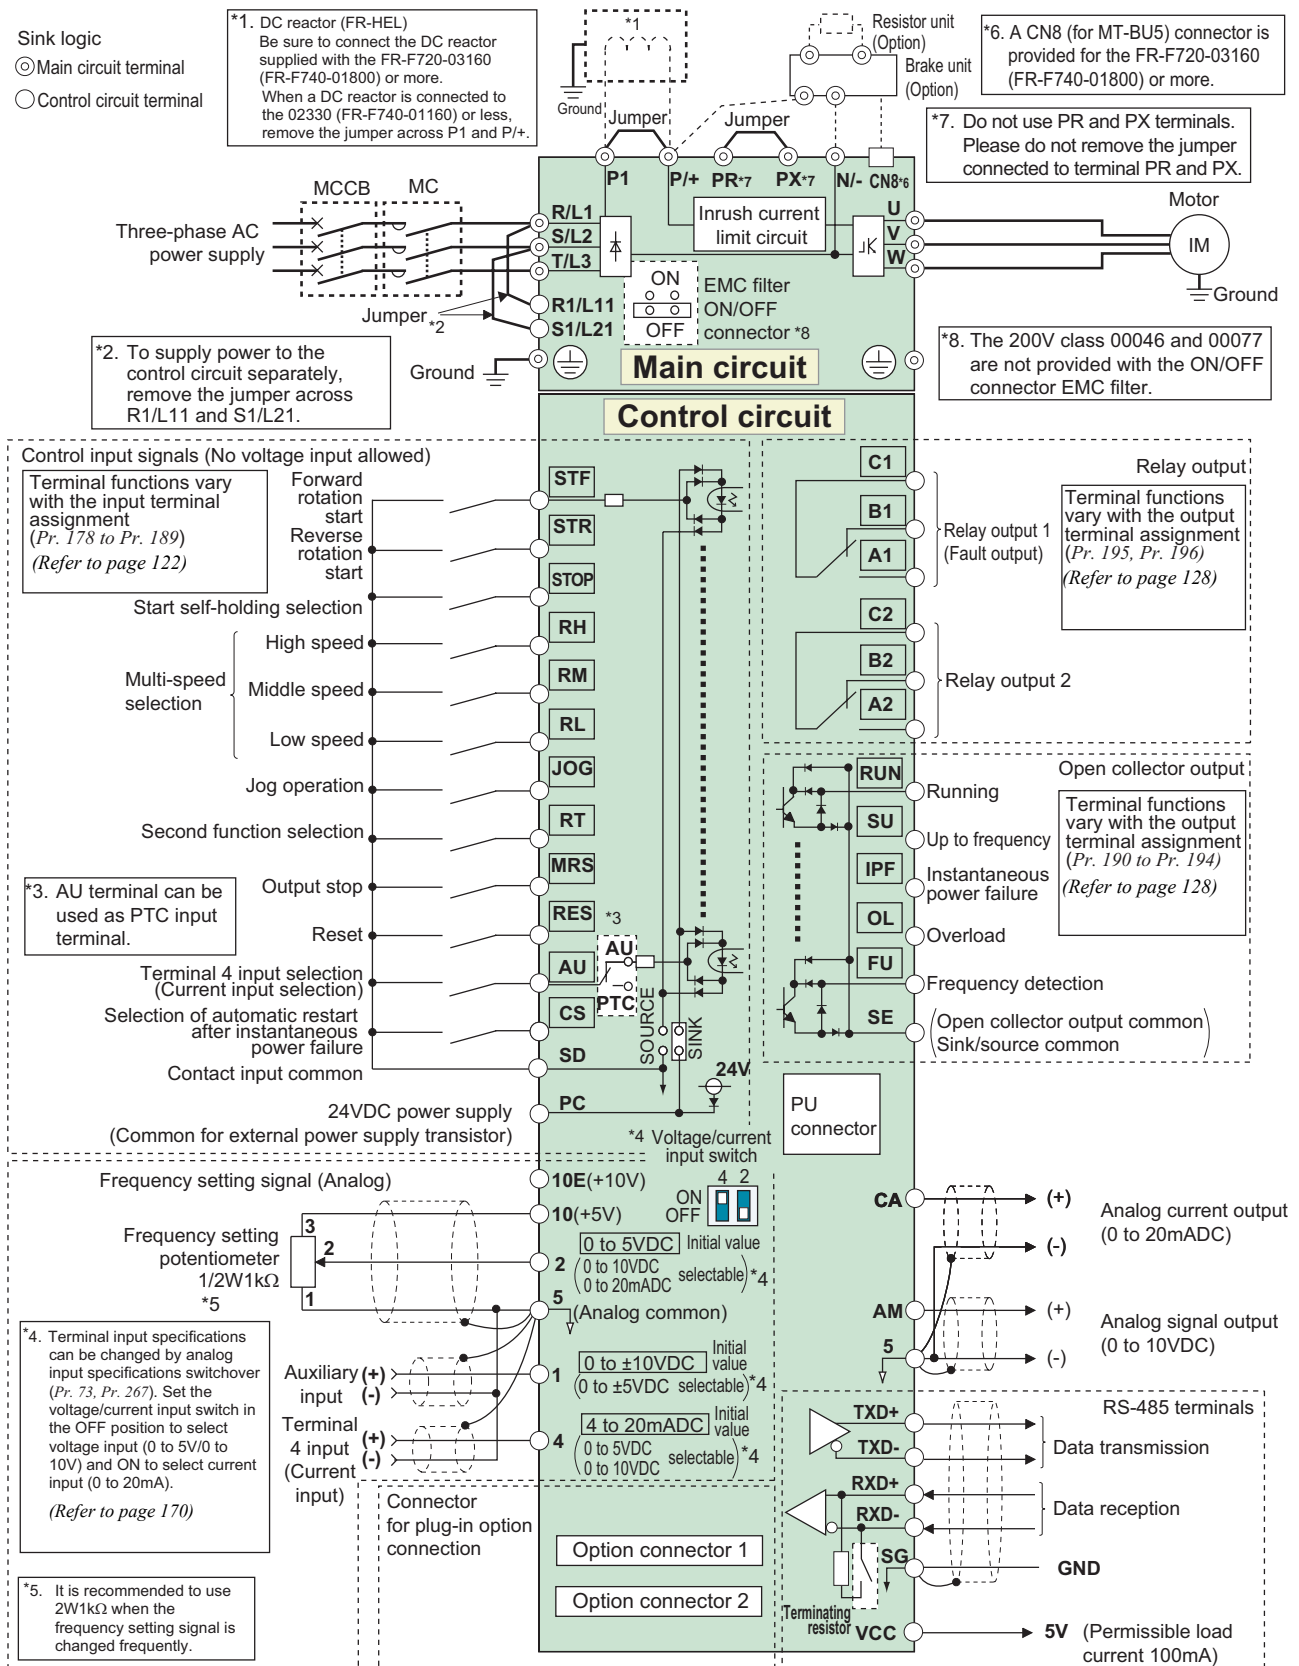 Sink logic
Main circuit terminal
Control circuit terminal
*1. DC reactor (FR-HEL)
Be sure to connect the DC reactor
supplied with the FR-F720-03160
(FR-F740-01800) or more.
When a DC reactor is connected to
the 02330 (FR-F740-01160) or less,
remove the jumper across P1 and P/+.
*1
Ground
Resistor unit
(Option)
Brake unit
(Option)
*6. A CN8 (for MT-BU5) connector is
provided for the FR-F720-03160
(FR-F740-01800) or more.
*7. Do not use PR and PX terminals.
Please do not remove the jumper
connected to terminal PR and PX.
Jumper
Jumper
P1
P/+
PR*7
PX*7
N/-
CN8*6
MCCB
MC
Three-phase AC
power supply
R/L1
S/L2
T/L3
R1/L11
S1/L21
Inrush current
limit circuit
ON
OFF
EMC filter
ON/OFF
connector *8
U
V
W
Motor
IM
Ground
Jumper
*2
Ground
*2. To supply power to the
control circuit separately,
remove the jumper across
R1/L11 and S1/L21.
*8. The 200V class 00046 and 00077
are not provided with the ON/OFF
connector EMC filter.
Main circuit
Control circuit
Control input signals (No voltage input allowed)
Terminal functions vary
with the input terminal
assignment
(Pr. 178 to Pr. 189)
(Refer to page 122)
Forward
rotation
start
Reverse
rotation
start
Start self-holding selection
Multi-speed
selection
High speed
Middle speed
Low speed
Jog operation
Second function selection
Output stop
Reset
Terminal 4 input selection
(Current input selection)
Selection of automatic restart
after instantaneous
power failure
Contact input common
24VDC power supply
(Common for external power supply transistor)
*3. AU terminal can be
used as PTC input
terminal.
STF
STR
STOP
RH
RM
RL
JOG
RT
MRS
RES
AU
CS
SD
PC
*3
AU
PTC
SOURCE
SINK
24V
C1
B1
A1
C2
B2
A2
Relay output
Relay output 1
(Fault output)
Terminal functions
vary with the output
terminal assignment
(Pr. 195, Pr. 196)
(Refer to page 128)
Relay output 2
Open collector output
RUN
SU
IPF
OL
FU
SE
Running
Up to frequency
Instantaneous
power failure
Overload
Frequency detection
(Open collector output common)
Sink/source common
Terminal functions
vary with the output
terminal assignment
(Pr. 190 to Pr. 194)
(Refer to page 128)
PU
connector
*4 Voltage/current
input switch
4 2
ON
OFF
Frequency setting signal (Analog)
Frequency setting
potentiometer
1/2W1kΩ
*5
3
2
1
10E(+10V)
10(+5V)
2
0 to 5VDC Initial value
(0 to 10VDC
0 to 20mADC selectable)*4
5
(Analog common)
Auxiliary
input
(+)
(-)
1
0 to ±10VDC Initial
value
(0 to ±5VDC selectable)*4
Terminal
4 input
(Current
input)
(+)
(-)
4
4 to 20mADC Initial
value
(0 to 5VDC
0 to 10VDC selectable)*4
*4. Terminal input specifications
can be changed by analog
input specifications switchover
(Pr. 73, Pr. 267). Set the
voltage/current input switch in
the OFF position to select
voltage input (0 to 5V/0 to
10V) and ON to select current
input (0 to 20mA).
(Refer to page 170)
*5. It is recommended to use
2W1kΩ when the
frequency setting signal is
changed frequently.
Connector
for plug-in option
connection
Option connector 1
Option connector 2
CA
(+)
(-)
Analog current output
(0 to 20mADC)
AM
5
(+)
(-)
Analog signal output
(0 to 10VDC)
RS-485 terminals
TXD+
TXD-
Data transmission
RXD+
RXD-
Data reception
SG
GND
Terminating
resistor
VCC
5V
(Permissible load
current 100mA)